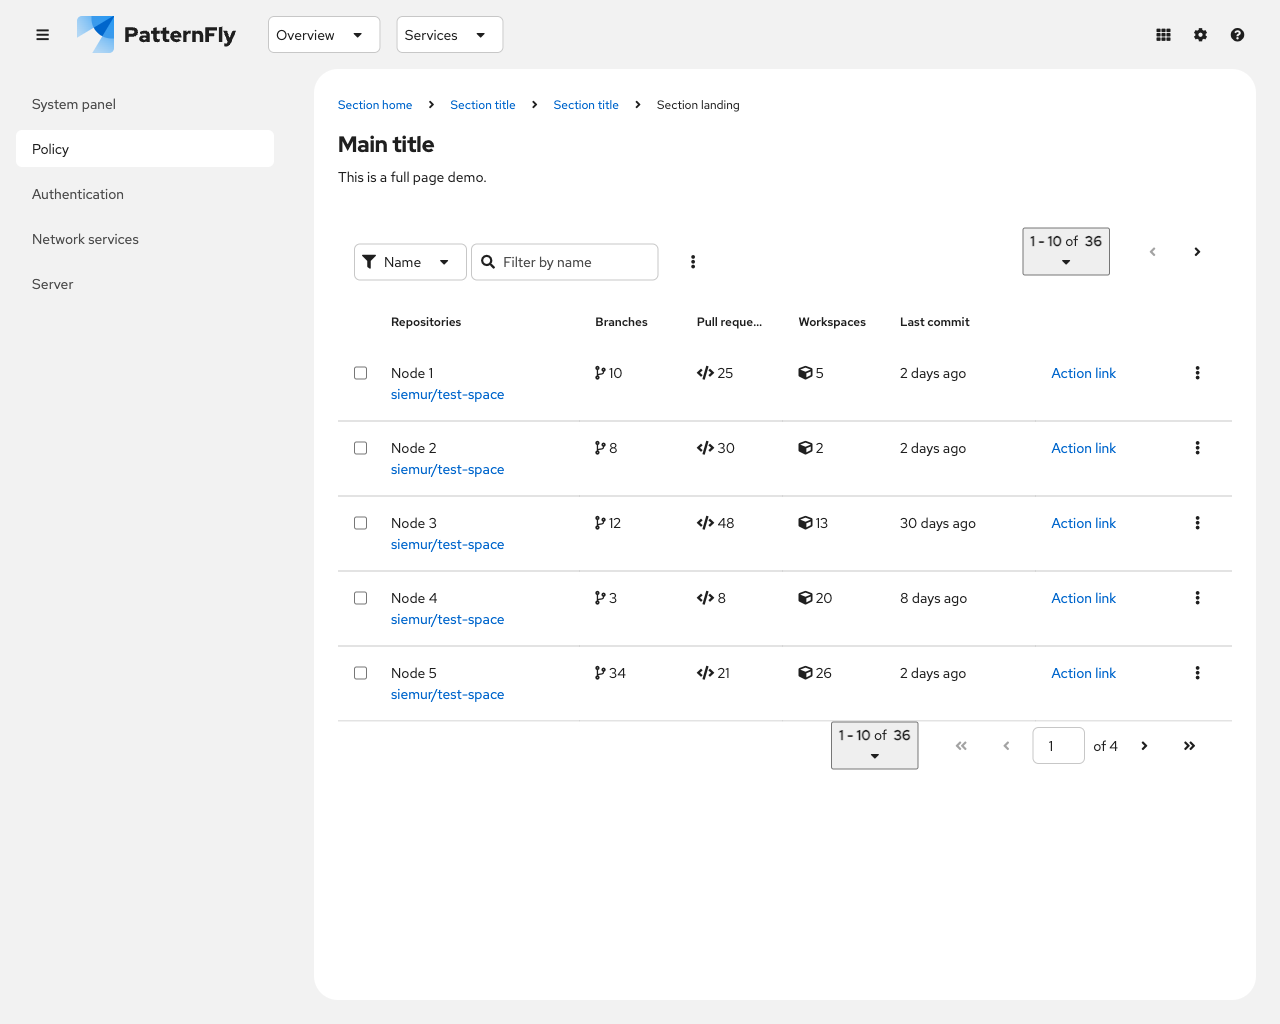 PatternFly
Overview
Services
System panel
Policy
Authentication
Network services
Server
Section home
Section title
Section title
Section landing
Main title
This is a full page demo.
Name
Filter by name
1 - 10 of 36
Repositories Branches Pull reque... Workspaces Last commit
Node 1 10 25 5 2 days ago Action link
siemur/test-space
Node 2 8 30 2 2 days ago Action link
siemur/test-space
Node 3 12 48 13 30 days ago Action link
siemur/test-space
Node 4 3 8 20 8 days ago Action link
siemur/test-space
Node 5 34 21 26 2 days ago Action link
siemur/test-space
1 - 10 of 36
1 of 4